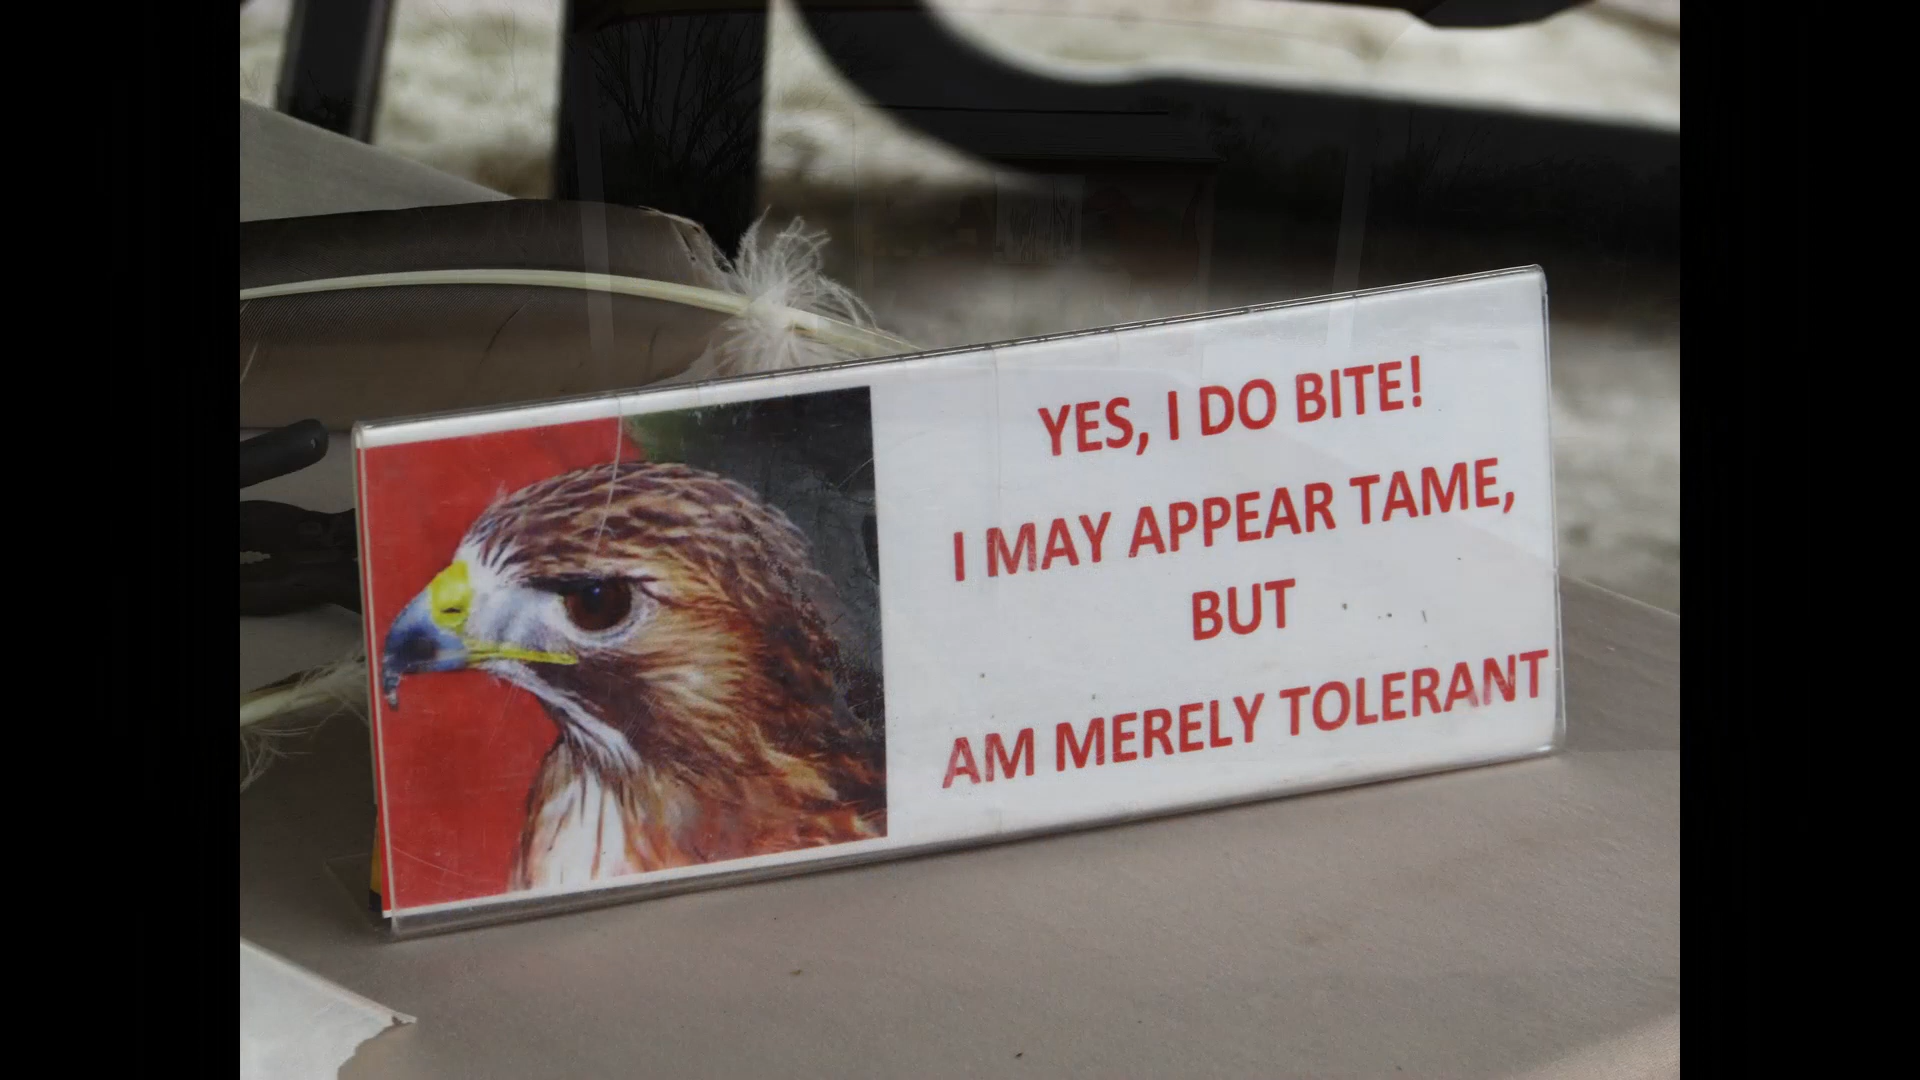 YES, I DO BITE!
I MAY APPEAR TAME,
BUT
AM MERELY TOLERANT